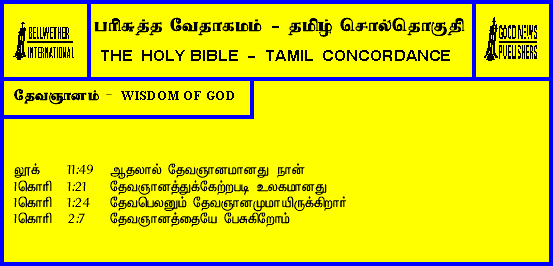 BELLWETHER
INTERNATIONAL
பரிசுத்த வேதாகமம் - தமிழ் சொல்தொகுதி
THE HOLY BIBLE - TAMIL CONCORDANCE
GOOD NEWS
PUBLISHERS
தேவஞானம் - WISDOM OF GOD
லூக் 11:49 ஆதலால் தேவஞானமானது நான்
1கொரி 1:21 தேவஞானத்துக்கேற்றபடி உலகமானது
1கொரி 1:24 தேவபெலனும் தேவஞானமுமாயிருக்கிறார்
1கொரி 2:7 தேவஞானத்தையே பேசுகிறோம்